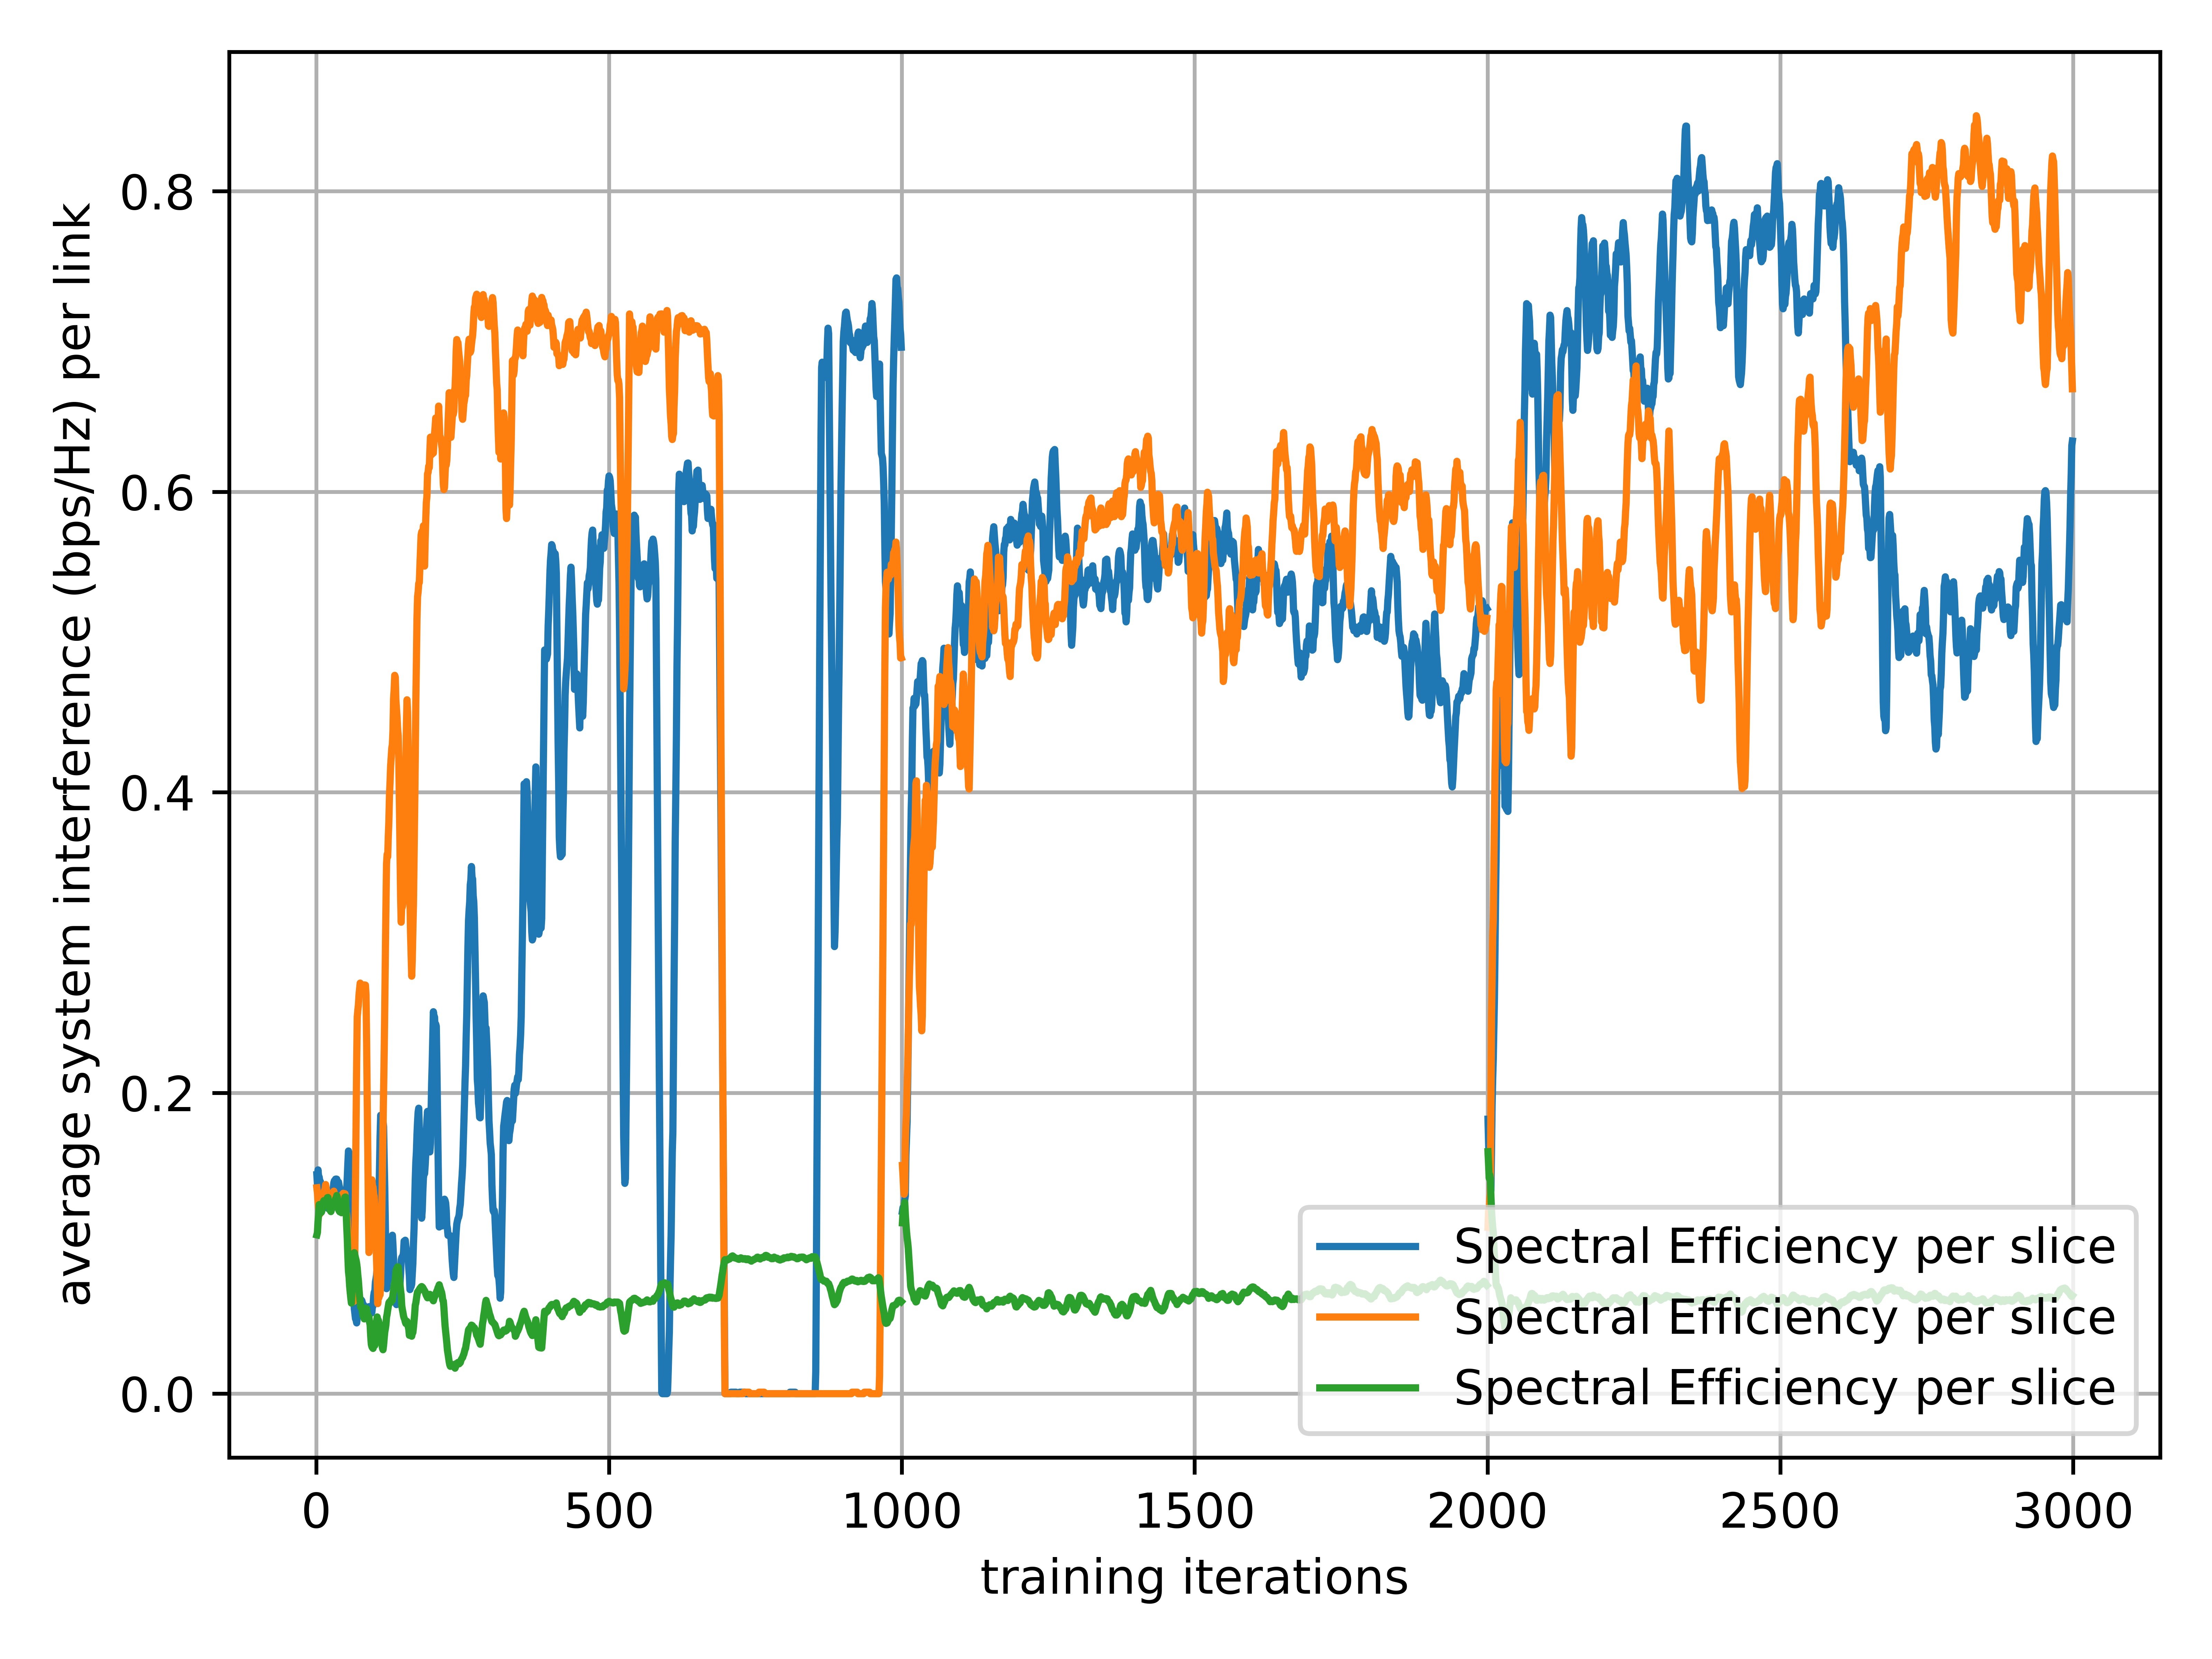 average system interference (bps/Hz) per link
0.8
0.6
0.4
0.2
0.0
0 500 1000 1500 2000 2500 3000
training iterations
Spectral Efficiency per slice
Spectral Efficiency per slice
Spectral Efficiency per slice